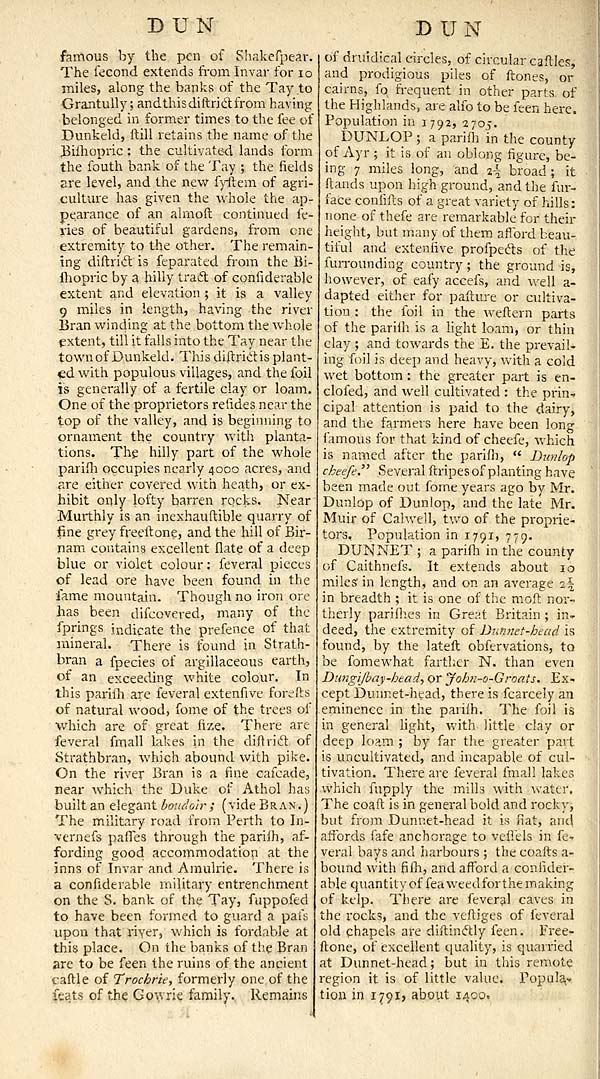 DUN
famous by the pen of Shakeſpear.
The ſecond extends from Invar for 10
miles, along the banks of the Tay to
Grantully; and this diſtrict from having
belonged in former times to the ſee of
Dunkeld, ſtill retains the name of the
Biſhopric: the cultivated lands form
the ſouth bank of the Tay; the fields
are level, and the new ſyſtem of agri-
culture has given the whole the ap-
pearance of an almoſt continued ſe-
ries of beautiful gardens, from one
extremity to the other. The remain-
ing diſtrict is ſeparated from the Bi-
ſhopric by a hilly tract of conſiderable
extent and elevation; it is a valley
9 miles in length, having the river
Bran winding at the bottom the whole
extent, till it falls into the Tay near the
town of Dunkeld. This diſtrict is plant-
ed with populous villages, and the ſoil
is generally of a fertile clay or loam.
One of the proprietors reſides near the
top of the valley, and is beginning to
ornament the country with planta-
tions. The hilly part of the whole
pariſh occupies nearly 4000 acres, and
are either covered with heath, or ex-
hibit only lofty barren rocks. Near
Murthly is an inexhauſtible quarry of
fine grey freeſtone, and the hill of Bir-
nam contains excellent ſlate of a deep
blue or violet colour: ſeveral pieces
of lead ore have been found in the
ſame mountain. Though no iron ore
has been diſcovered, many of the
ſprings indicate the preſence of that
mineral. There is found in Strath-
bran a ſpecies of argillaceous earth,
of an exceeding white colour. In
this pariſh are ſeveral extenſive foreſts
of natural wood, ſome of the trees of
which are of great ſize. There are
ſeveral ſmall lakes in the diſtrict of
Strathbran, which abound with pike.
On the river Bran is a fine caſcade,
near which the Duke of Athol has
built an elegant boudoir; (vide BRAN.)
The military road from Perth to In-
verneſs paſſes through the pariſh, af-
fording good accommodation at the
inns of Invar and Amulrie. There is
a conſiderable military entrenchment
on the S. bank of the Tay, ſuppoſed
to have been formed to guard a paſs
upon that river, which is fordable at
this place. On the banks of the Bran
are to be ſeen the ruins of the ancient
caſtle of Trochrie, formerly one of the
ſeats of the Gowrie family. Remains
DUN
of druidical circles, of circular caſtles,
and prodigious piles of ſtones, or
cairns, ſo frequent in other parts of
the Highlands, are alſo to be ſeen here.
Population in 1792, 2705.
DUNLOP; a pariſh in the county
of Ayr; it is of an oblong figure, be-
ing 7 miles long, and 2½ broad; it
ſtands upon high ground, and the ſur-
face conſiſts of a great variety of hills:
none of theſe are remarkable for their
height, but many of them afford beau-
tiful and extenſive proſpects of the
ſurrounding country; the ground is,
however, of eaſy acceſs, and well a-
dapted either for paſture or cultiva-
tion: the ſoil in the weſtern parts
of the pariſh is a light loam, or thin
clay; and towards the E. the prevail-
ing ſoil is deep and heavy, with a cold
wet bottom: the greater part is en-
cloſed, and well cultivated: the prin-
cipal attention is paid to the dairy,
and the farmers here have been long
famous for that kind of cheeſe, which
is named after the pariſh, " Dunlop
cheeſe." Several ſtripes of planting have
been made out ſome years ago by Mr.
Dunlop of Dunlop, and the late Mr.
Muir of Calwell, two of the proprie-
tors. Population in 1791, 779.
DUNNET; a pariſh in the county
of Caithneſs. It extends about 10
miles in length, and on an average 2½
in breadth; it is one of the moſt nor-
therly pariſhes in Great Britain; in-
deed, the extremity of Dunnet-head is
found, by the lateſt obſervations, to
be ſomewhat farther N. than even
Dungiſbay-head, or John-o-Groats. Ex-
cept Dunnet-head, there is ſcarcely an
eminence in the pariſh. The ſoil is
in general light, with little clay or
deep loam; by far the greater part
is uncultivated, and incapable of cul-
tivation. There are ſeveral ſmall lakes
which ſupply the mills with water.
The coaſt is in general bold and rocky,
but from Dunnet-head it is flat, and
affords ſafe anchorage to veſſels in ſe-
veral bays and harbours; the coaſts a-
bound with fiſh, and afford a conſider-
able quantity of ſea weed for the making
of kelp. There are ſeveral caves in
the rocks, and the veſtiges of ſeveral
old chapels are diſtinctly ſeen. Free-
ſtone, of excellent quality, is quarried
at Dunnet-head; but in this remote
region it is of little value. Popula-
tion in 1791, about 1400.